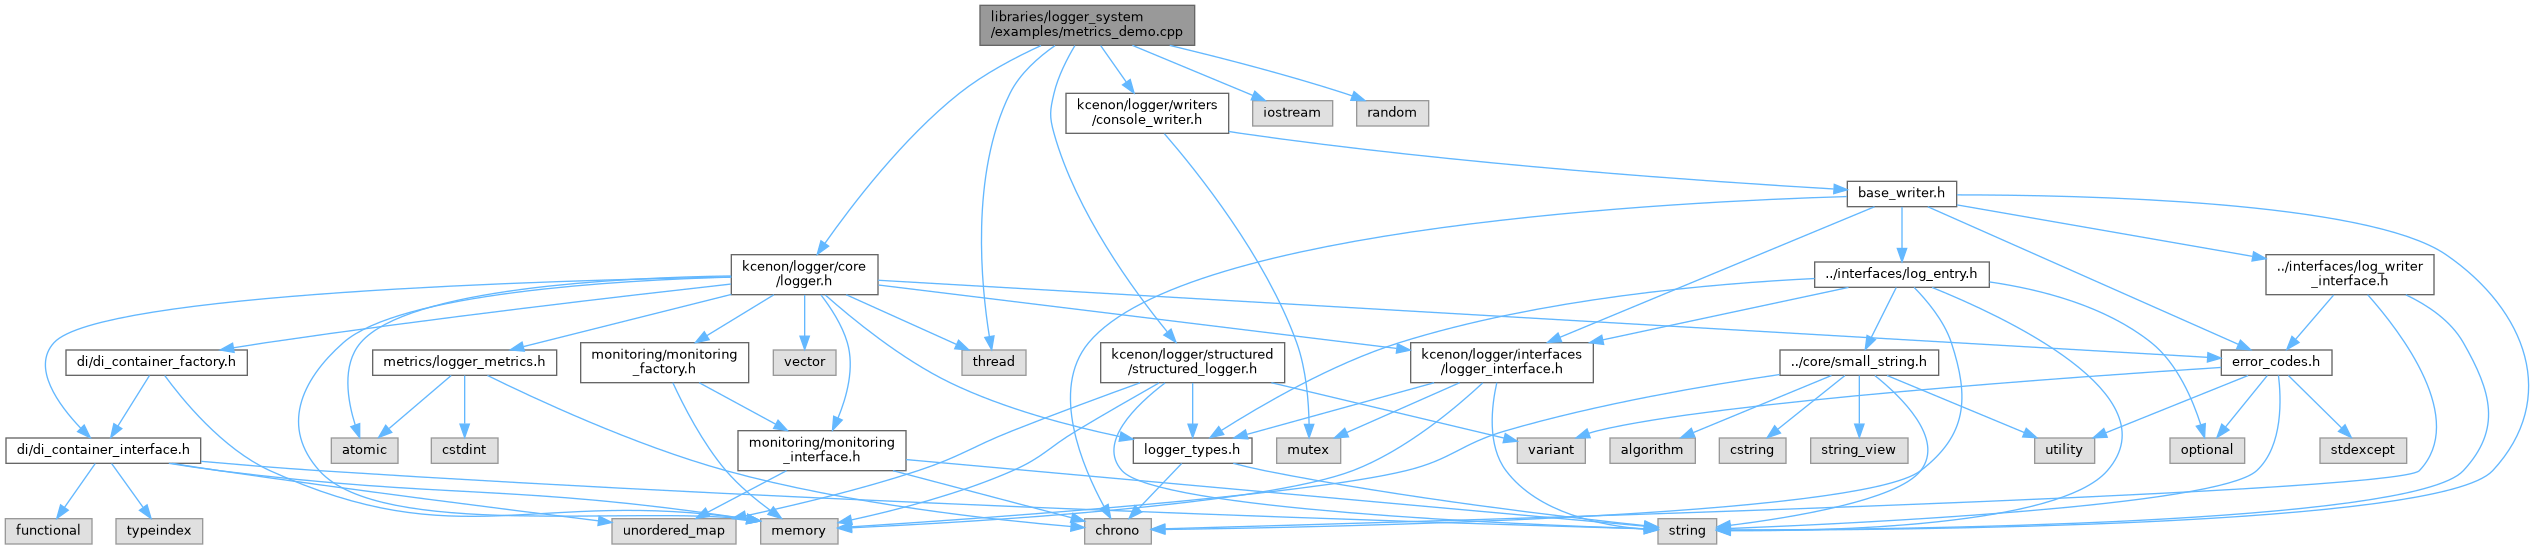 libraries/logger_system
/examples/metrics_demo.cpp
kcenon/logger/writers
/console_writer.h
iostream
random
base_writer.h
kcenon/logger/core
/logger.h
../interfaces/log_entry.h
../interfaces/log_writer
_interface.h
di/di_container_factory.h
metrics/logger_metrics.h
monitoring/monitoring
_factory.h
vector
thread
kcenon/logger/structured
/structured_logger.h
kcenon/logger/interfaces
/logger_interface.h
../core/small_string.h
error_codes.h
di/di_container_interface.h
atomic
cstdint
monitoring/monitoring
_interface.h
logger_types.h
mutex
variant
algorithm
cstring
string_view
utility
optional
stdexcept
functional
typeindex
unordered_map
memory
chrono
string